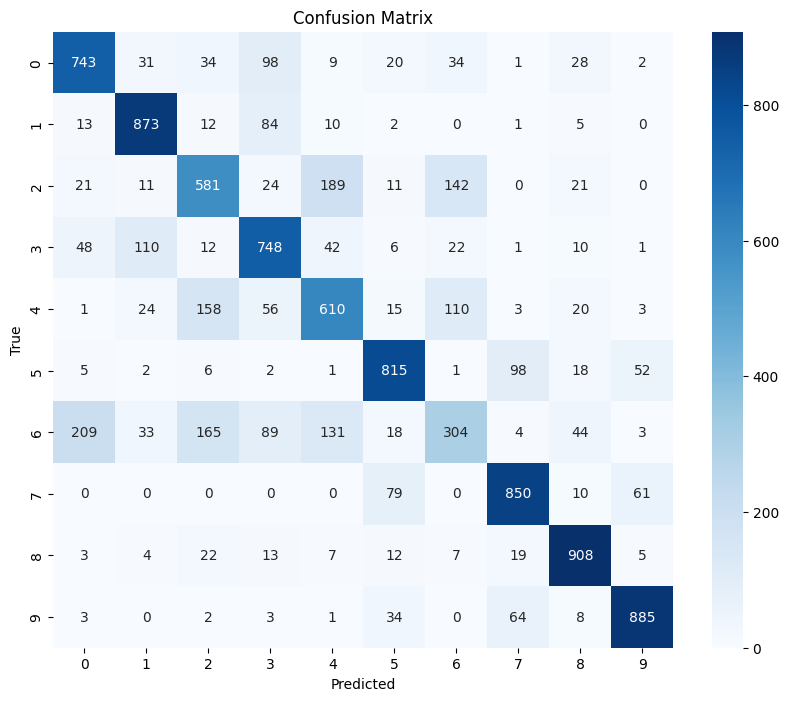 Confusion Matrix
0 743 31 34 98 9 20 34 1 28 2
1 13 873 12 84 10 2 0 1 5 0
2 21 11 581 24 189 11 142 0 21 0
3 48 110 12 748 42 6 22 1 10 1
4 1 24 158 56 610 15 110 3 20 3
5 5 2 6 2 1 815 1 98 18 52
6 209 33 165 89 131 18 304 4 44 3
7 0 0 0 0 0 79 0 850 10 61
8 3 4 22 13 7 12 7 19 908 5
9 3 0 2 3 1 34 0 64 8 885
0 1 2 3 4 5 6 7 8 9
Predicted
True
800
600
400
200
0